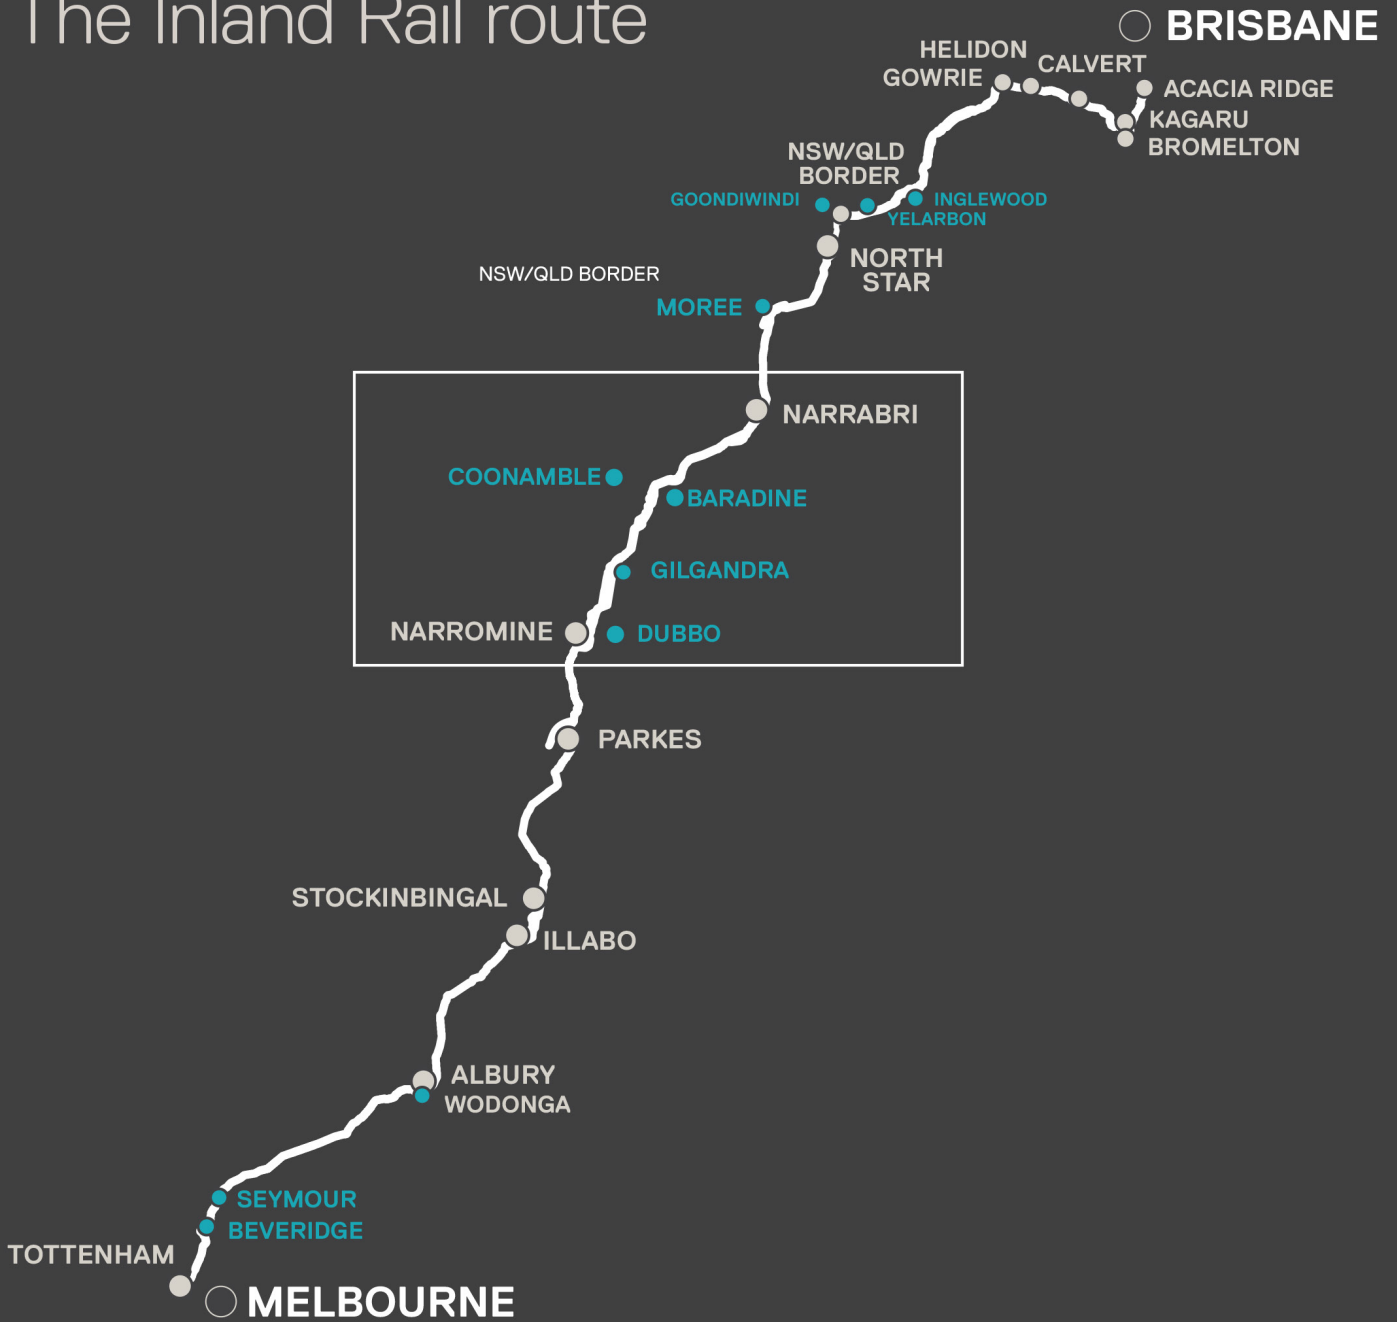 The Inland Rail route
BRISBANE
HELIDON
CALVERT
GOWRIE
ACACIA RIDGE
KAGARU
BROMELTON
NSW/QLD
BORDER
GOONDIWINDI
INGLEWOOD
YELARBON
NORTH
STAR
NSW/QLD BORDER
MOREE
NARRABRI
COONAMBLE
BARADINE
GILGANDRA
NARROMINE
DUBBO
PARKES
STOCKINBINGAL
ILLABO
ALBURY
WODONGA
SEYMOUR
BEVERIDGE
TOTTENHAM
MELBOURNE